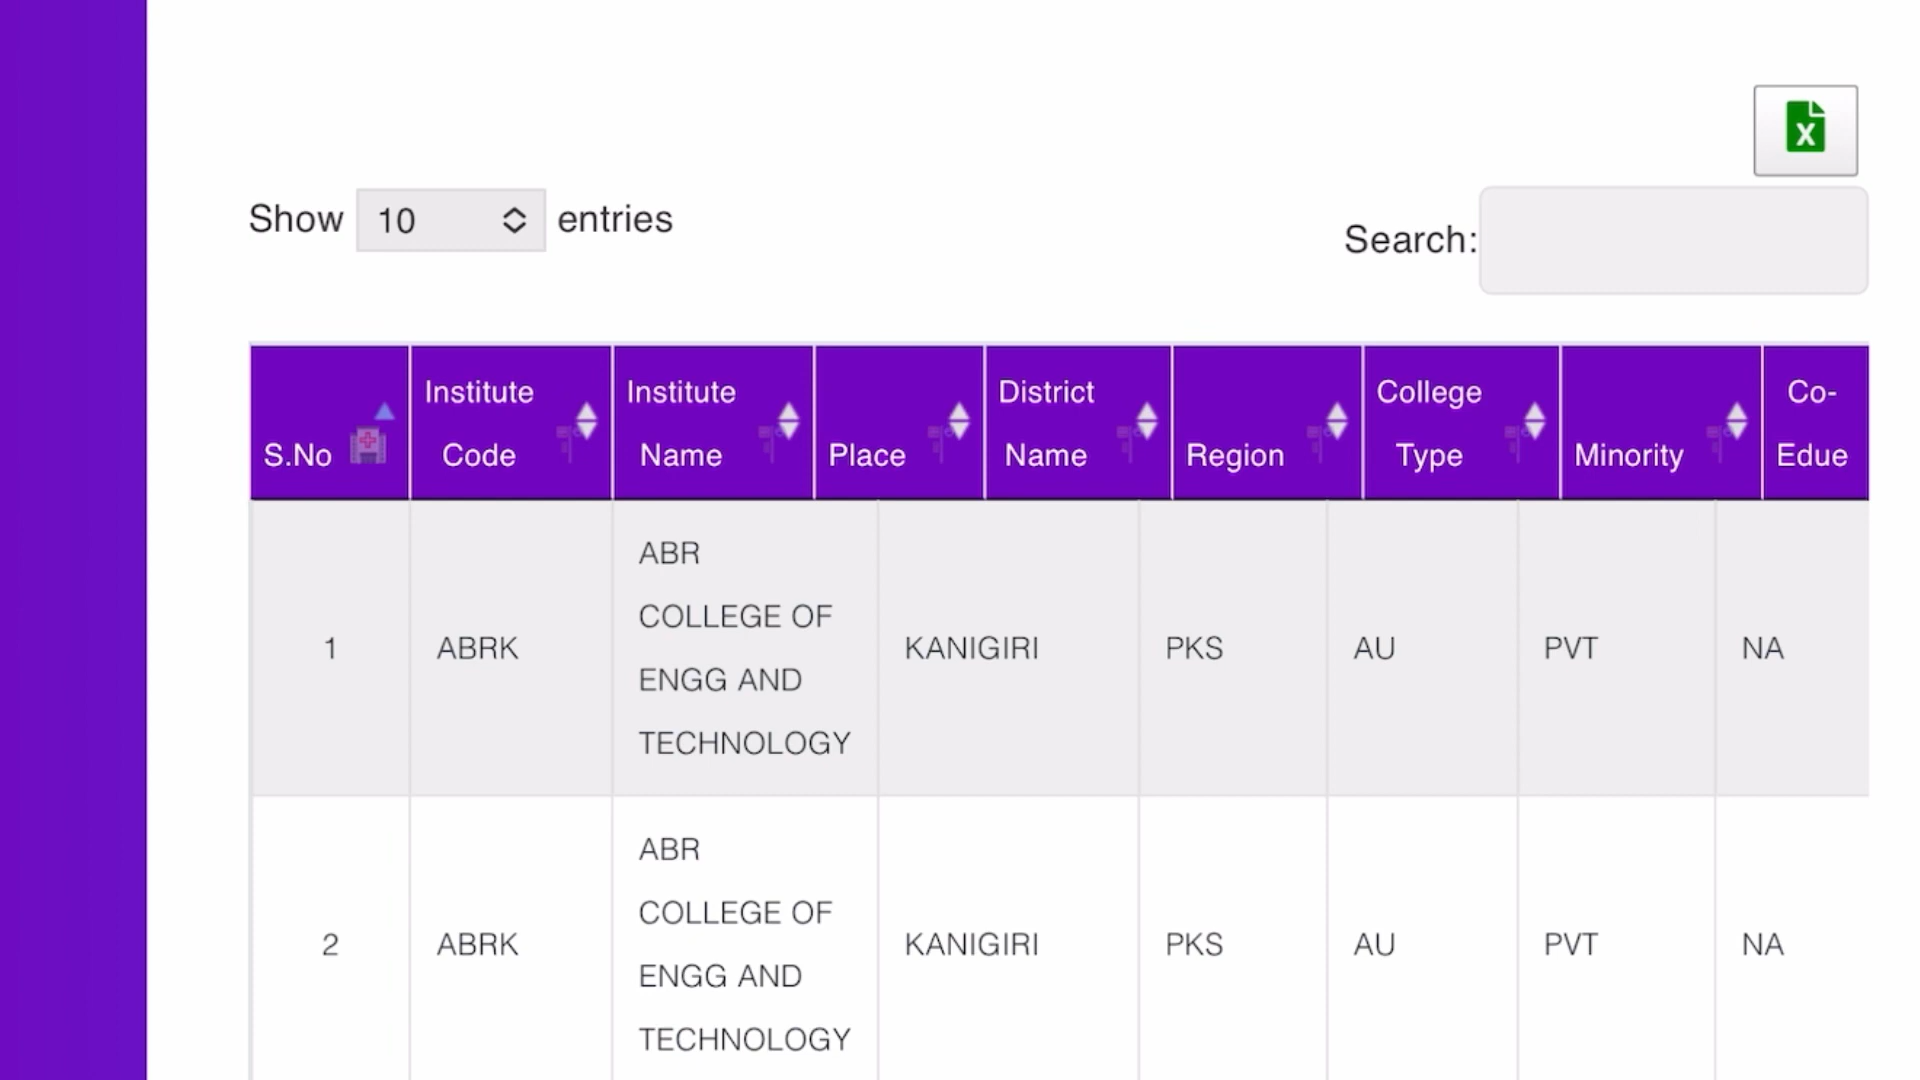 Show 10 entries
Search:
S.No Institute Code Institute Name Place District Name Region College Type Minority Co-Edue
1 ABRK ABR COLLEGE OF ENGG AND TECHNOLOGY KANIGIRI PKS AU PVT NA
2 ABRK ABR COLLEGE OF ENGG AND TECHNOLOGY KANIGIRI PKS AU PVT NA